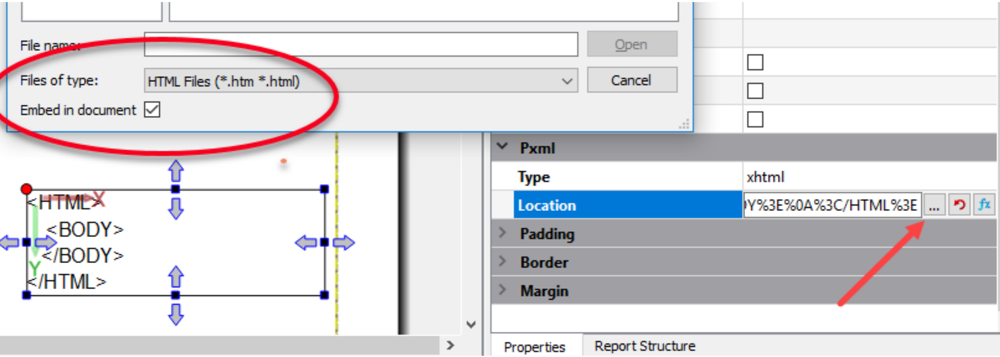 File name:
Open
Files of type:
HTML Files (*.htm *.html)
Cancel
Embed in document
Pxml
Type
xhtml
Location
Y%3E%0A%3C/HTML%3E
...
fx
Padding
Border
Margin
<HTML>
X
<BODY>
</BODY>
Y
</HTML>
Properties
Report Structure